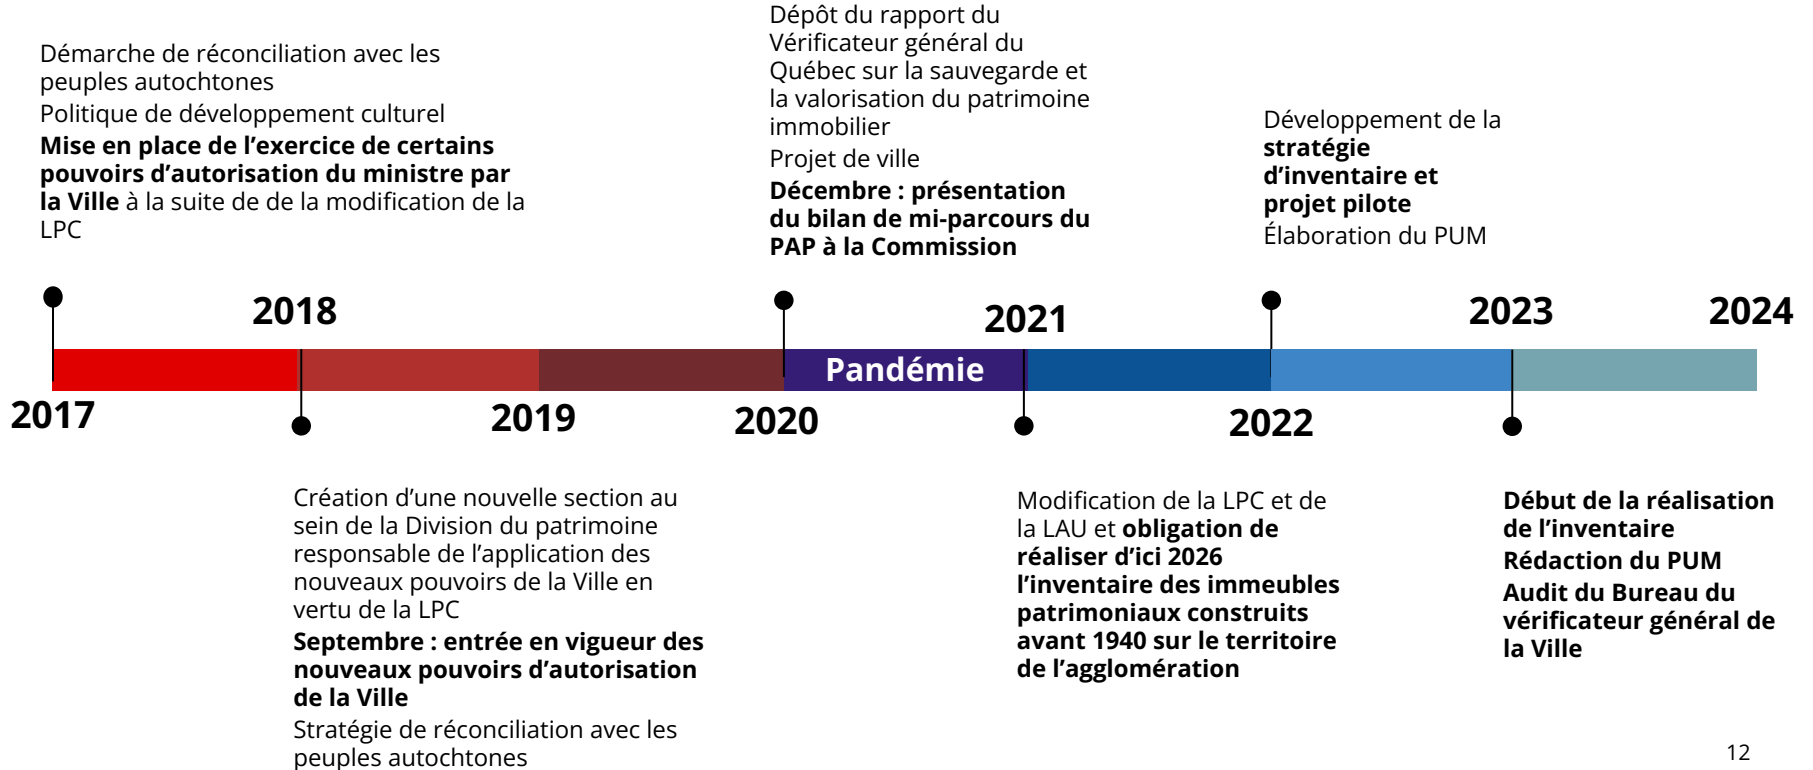 Démarche de réconciliation avec les
peuples autochtones
Politique de développement culturel
Mise en place de l’exercice de certains
pouvoirs d’autorisation du ministre par
la Ville à la suite de de la modification de la
LPC
Dépôt du rapport du
Vérificateur général du
Québec sur la sauvegarde et
la valorisation du patrimoine
immobilier
Projet de ville
Décembre : présentation
du bilan de mi-parcours du
PAP à la Commission
Développement de la
stratégie
d’inventaire et
projet pilote
Élaboration du PUM
2018
2021
2023
2024
Pandémie
2017
2019
2020
2022
Création d’une nouvelle section au
sein de la Division du patrimoine
responsable de l’application des
nouveaux pouvoirs de la Ville en
vertu de la LPC
Septembre : entrée en vigueur des
nouveaux pouvoirs d’autorisation
de la Ville
Stratégie de réconciliation avec les
peuples autochtones
Modification de la LPC et de
la LAU et obligation de
réaliser d’ici 2026
l’inventaire des immeubles
patrimoniaux construits
avant 1940 sur le territoire
de l’agglomération
Début de la réalisation
de l’inventaire
Rédaction du PUM
Audit du Bureau du
vérificateur général de
la Ville
12